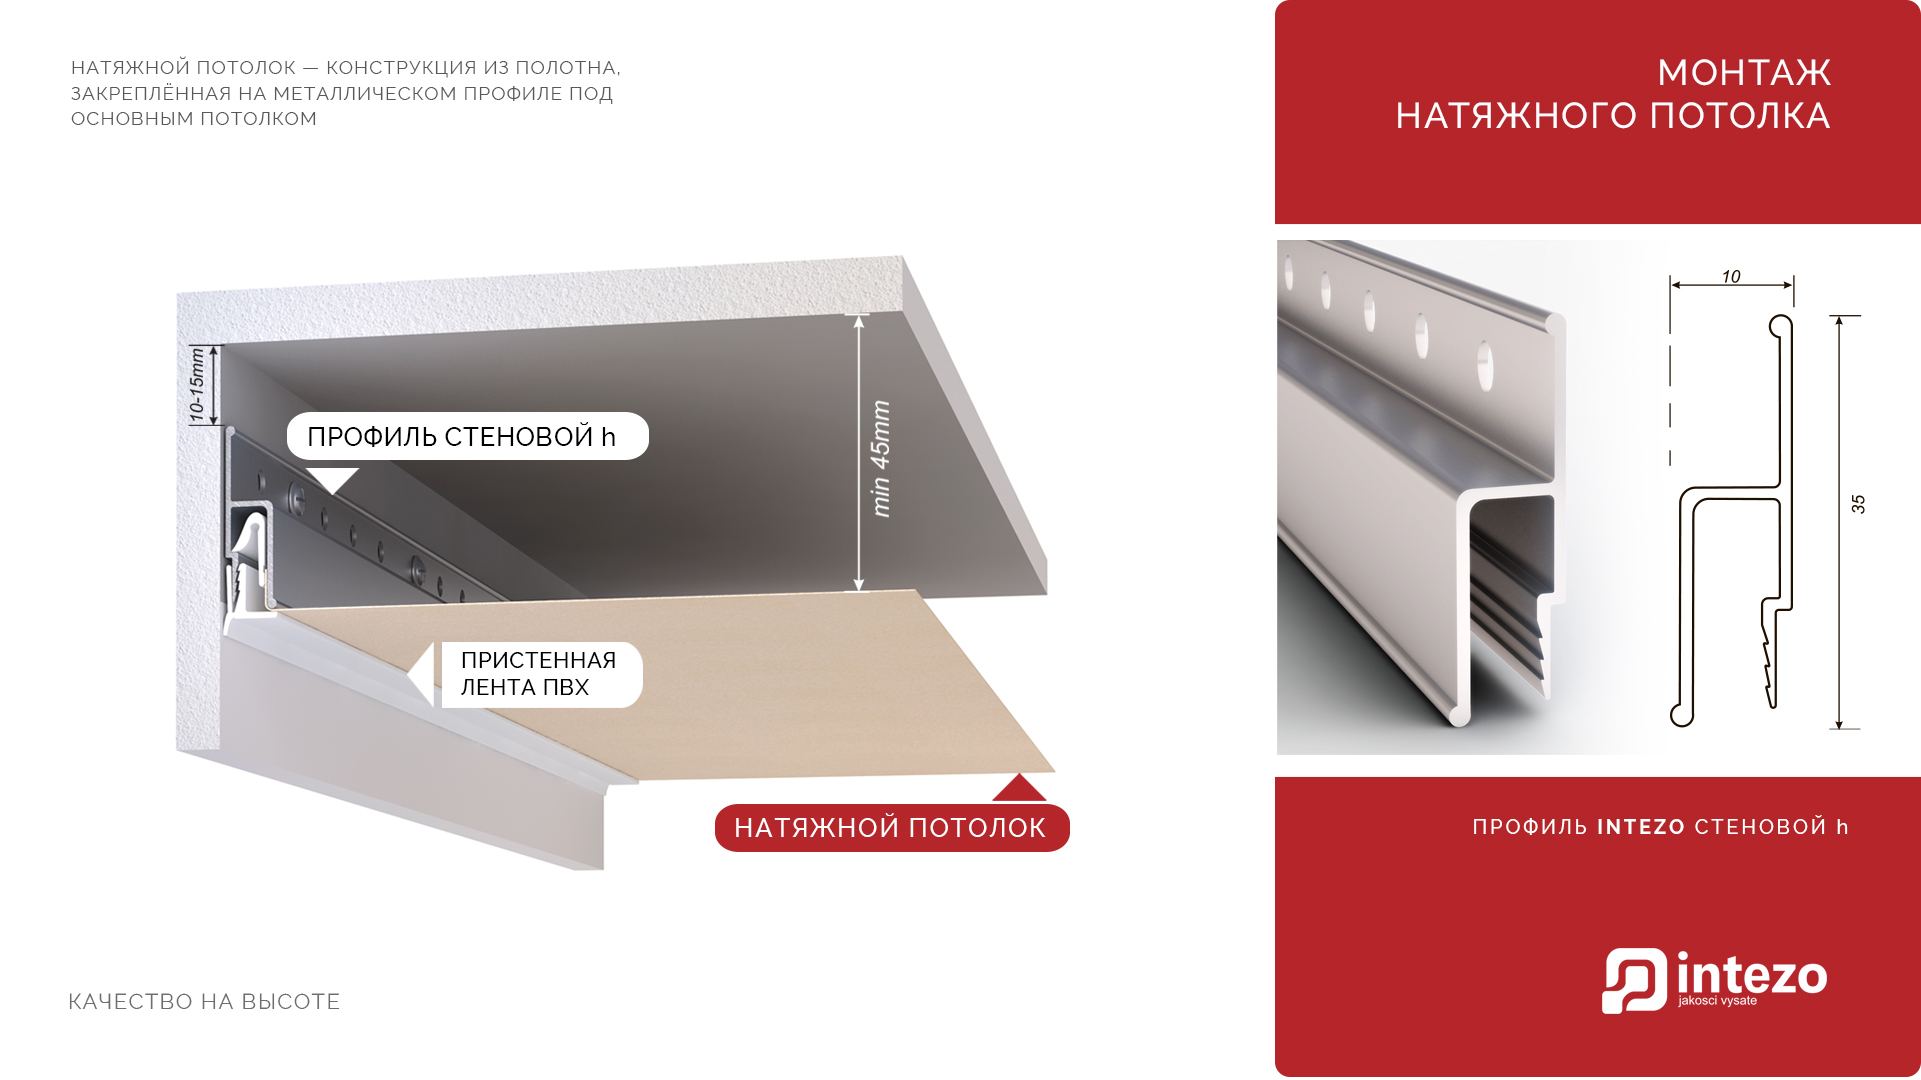 НАТЯЖНОЙ ПОТОЛОК — КОНСТРУКЦИЯ ИЗ ПОЛОТНА,
ЗАКРЕПЛЁННАЯ НА МЕТАЛЛИЧЕСКОМ ПРОФИЛЕ ПОД
ОСНОВНЫМ ПОТОЛКОМ
МОНТАЖ
НАТЯЖНОГО ПОТОЛКА
10-15mm
ПРОФИЛЬ СТЕНОВОЙ h
min 45mm
ПРИСТЕННАЯ
ЛЕНТА ПВХ
НАТЯЖНОЙ ПОТОЛОК
10
35
ПРОФИЛЬ INTEZO СТЕНОВОЙ h
intezo
jakosci vysate
КАЧЕСТВО НА ВЫСОТЕ